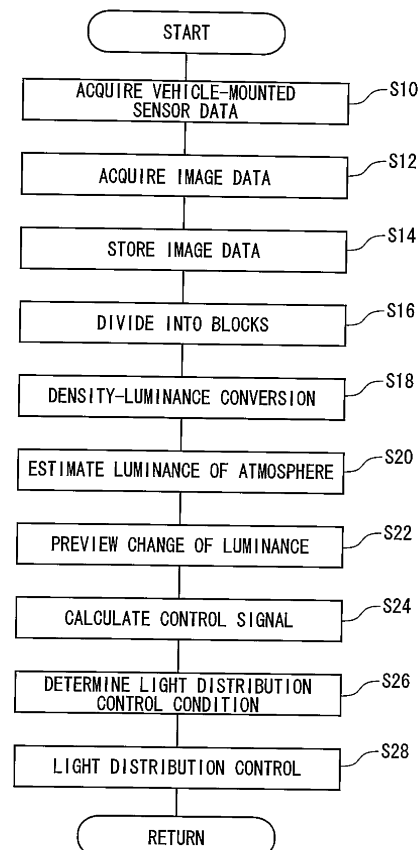 START
ACQUIRE VEHICLE-MOUNTED
SENSOR DATA
S10
ACQUIRE IMAGE DATA
S12
STORE IMAGE DATA
S14
DIVIDE INTO BLOCKS
S16
DENSITY-LUMINANCE CONVERSION
S18
ESTIMATE LUMINANCE OF ATMOSPHERE
S20
PREVIEW CHANGE OF LUMINANCE
S22
CALCULATE CONTROL SIGNAL
S24
DETERMINE LIGHT DISTRIBUTION
CONTROL CONDITION
S26
LIGHT DISTRIBUTION CONTROL
S28
RETURN